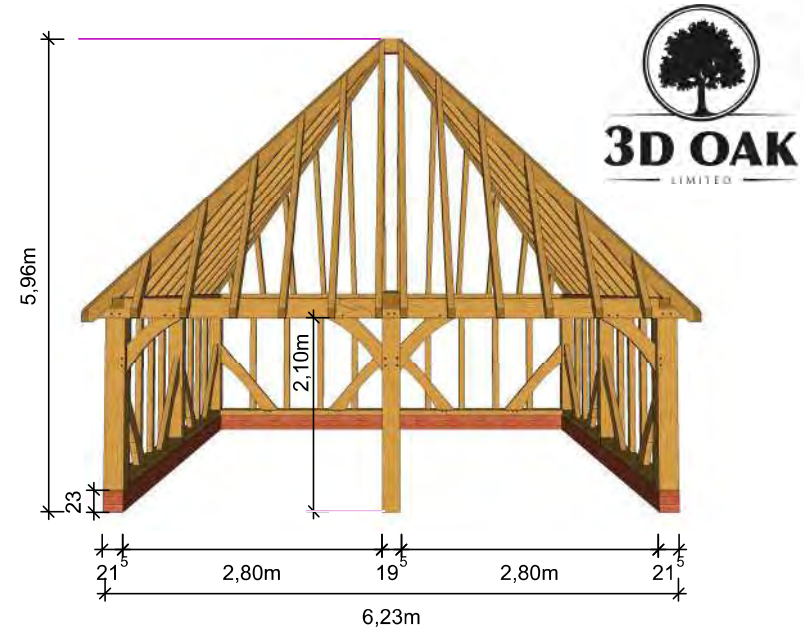 3D OAK
LIMITED
5,96m
2,10m
23
21⁵ 2,80m 19⁵ 2,80m 21⁵
6,23m